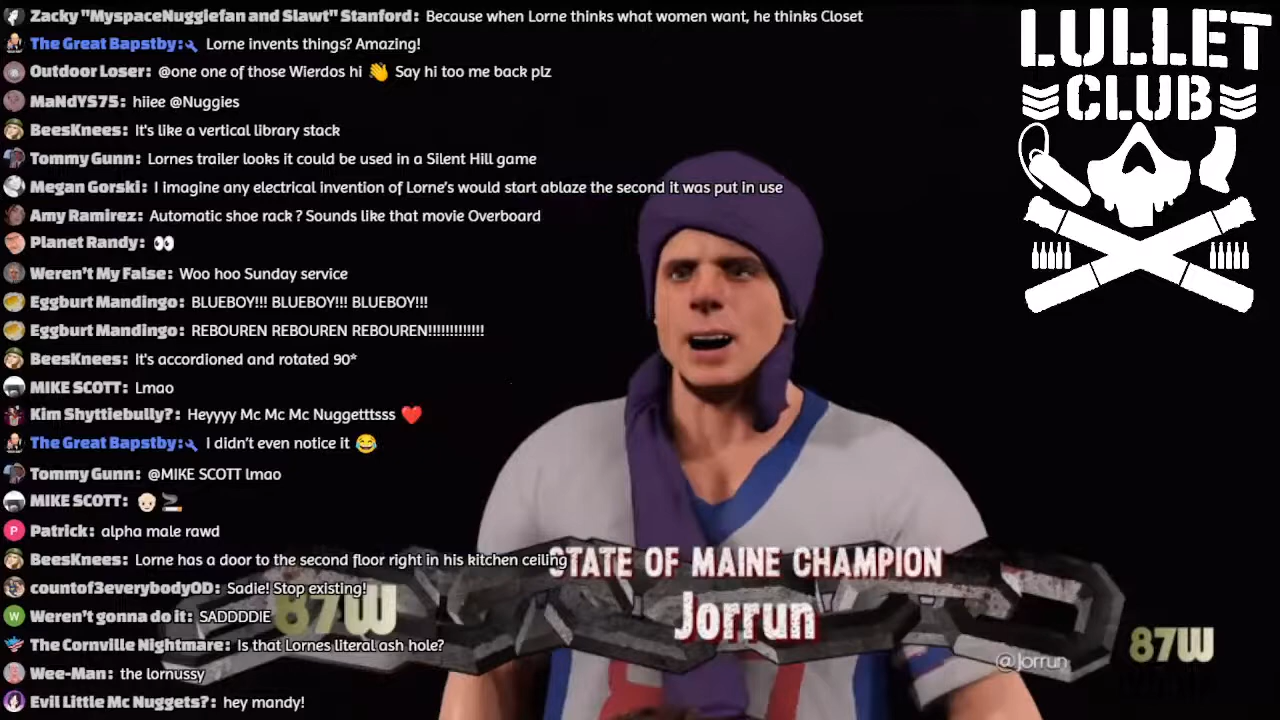 Zacky "MyspaceNuggiefan and Slawt" Stanford: Because when Lorne thinks what women want, he thinks Closet
The Great Bapstby: Lorne invents things? Amazing!
Outdoor Loser: @one one of those Wierdos hi 👋 Say hi too me back plz
MaNdYS75: hiiee @Nuggies
BeesKnees: It's like a vertical library stack
Tommy Gunn: Lornes trailer looks it could be used in a Silent Hill game
Megan Gorski: I imagine any electrical invention of Lorne's would start ablaze the second it was put in use
Amy Ramirez: Automatic shoe rack ? Sounds like that movie Overboard
Planet Randy: 👀
Weren't My False: Woo hoo Sunday service
Eggburt Mandingo: BLUEBOY!!! BLUEBOY!!! BLUEBOY!!!
Eggburt Mandingo: REBOUREN REBOUREN REBOUREN!!!!!!!!!!!!!
BeesKnees: It's accordioned and rotated 90*
MIKE SCOTT: Lmao
Kim Shyttiebully?: Heyyyy Mc Mc Mc Nuggetttsss ❤️
The Great Bapstby: I didn't even notice it 😂
Tommy Gunn: @MIKE SCOTT lmao
MIKE SCOTT: 👴🏻 🚬
Patrick: alpha male rawd
BeesKnees: Lorne has a door to the second floor right in his kitchen ceiling
countof3everybodyOD: Sadie! Stop existing!
Weren't gonna do it: SADDDDIE
The Cornville Nightmare: Is that Lornes literal ash hole?
Wee-Man: the lornussy
Evil Little Mc Nuggets?: hey mandy!
LULLET
CLUB
STATE OF MAINE CHAMPION
Jorrun
87W
@Jorrun
87W
P
W